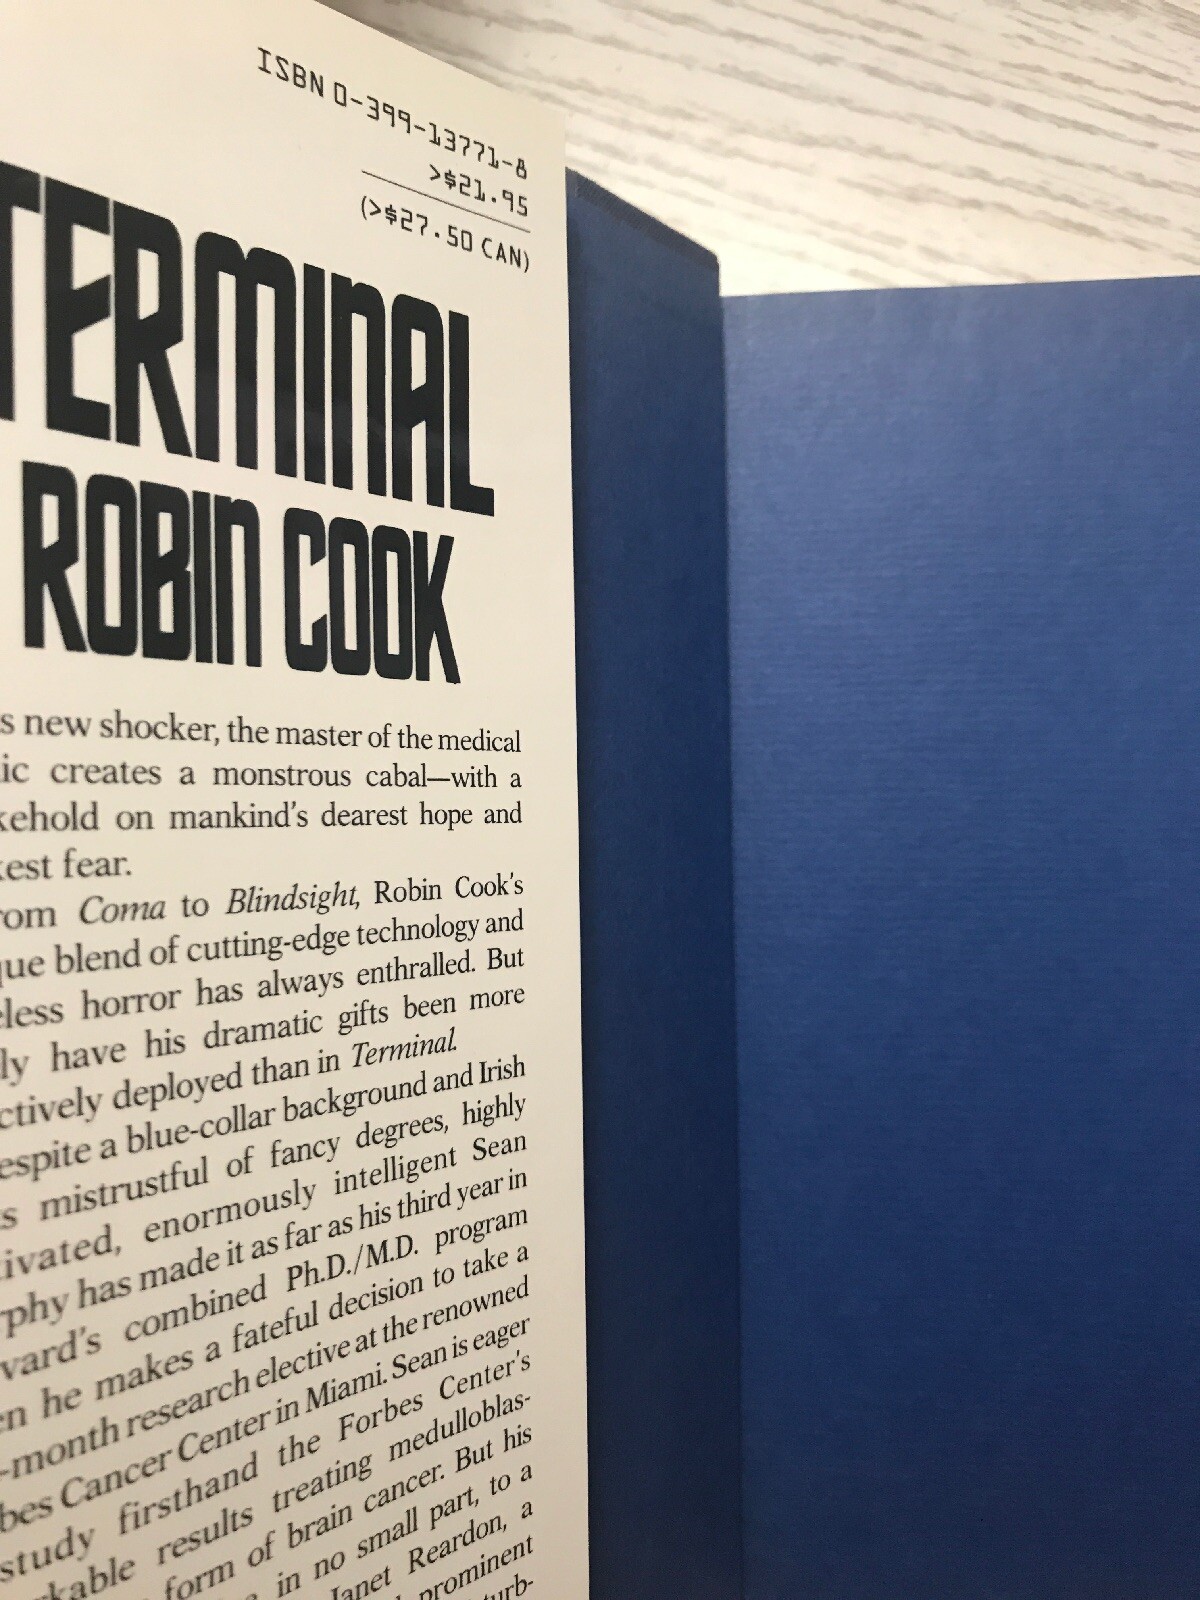 ISBN 0-399-13771-8
>$21.95
(>$27.50 CAN)
TERMINAL
ROBIN COOK
s new shocker, the master of the medical
ic creates a monstrous cabal—with a
kehold on mankind's dearest hope and
kest fear.
rom Coma to Blindsight, Robin Cook's
que blend of cutting-edge technology and
eless horror has always enthralled. But
ly have his dramatic gifts been more
ctively deployed than in Terminal.
espite a blue-collar background and Irish
s mistrustful of fancy degrees, highly
ivated, enormously intelligent Sean
rphy has made it as far as his third year in
vard's combined Ph.D./M.D. program
en he makes a fateful decision to take a
-month research elective at the renowned
bes Cancer Center in Miami. Sean is eager
study firsthand the Forbes Center's
rkable results treating medulloblas-
form of brain cancer. But his
in no small part, to a
Janet Reardon, a
prominent
turb-